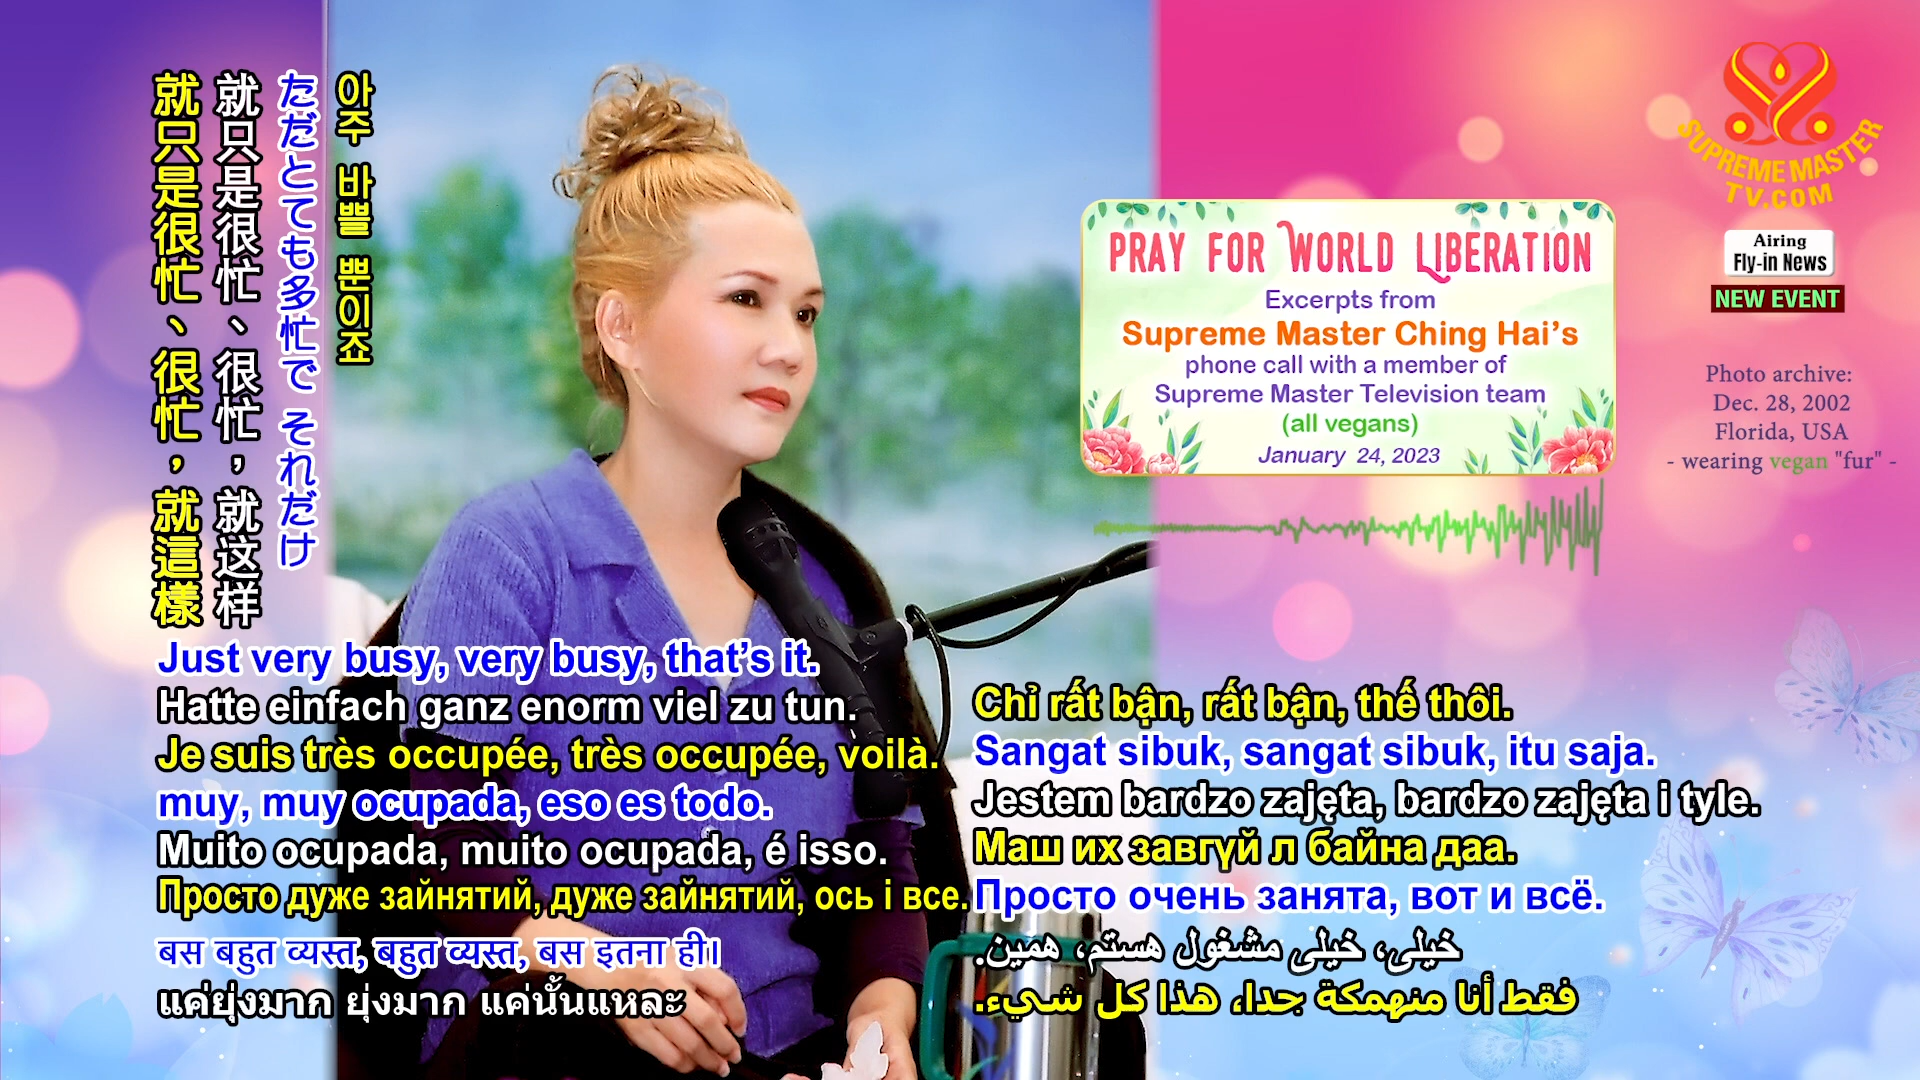 就只是很忙、很忙，就這樣
就只是很忙、很忙，就这样
ただとても多忙で それだけ
아주 바쁠 뿐이죠
Just very busy, very busy, that’s it.
Hatte einfach ganz enorm viel zu tun.
Je suis très occupée, très occupée, voilà.
muy, muy ocupada, eso es todo.
Muito ocupada, muito ocupada, é isso.
Просто дуже зайнятий, дуже зайнятий, ось і все.
बस बहुत व्यस्त, बहुत व्यस्त, बस इतना ही।
แค่ยุ่งมาก ยุ่งมาก แค่นั้นแหละ
Chỉ rất bận, rất bận, thế thôi.
Sangat sibuk, sangat sibuk, itu saja.
Jestem bardzo zajęta, bardzo zajęta i tyle.
Маш их завгүй л байна даа.
Просто очень занята, вот и всё.
خیلی، خیلی مشغول هستم، همین.
فقط أنا منهمكة جدا، هذا كل شيء.
PRAY FOR WORLD LIBERATION
Excerpts from
Supreme Master Ching Hai’s
phone call with a member of
Supreme Master Television team
(all vegans)
January 24, 2023
SUPREME MASTER
TV.COM
Airing
Fly-in News
NEW EVENT
Photo archive:
Dec. 28, 2002
Florida, USA
- wearing vegan "fur" -